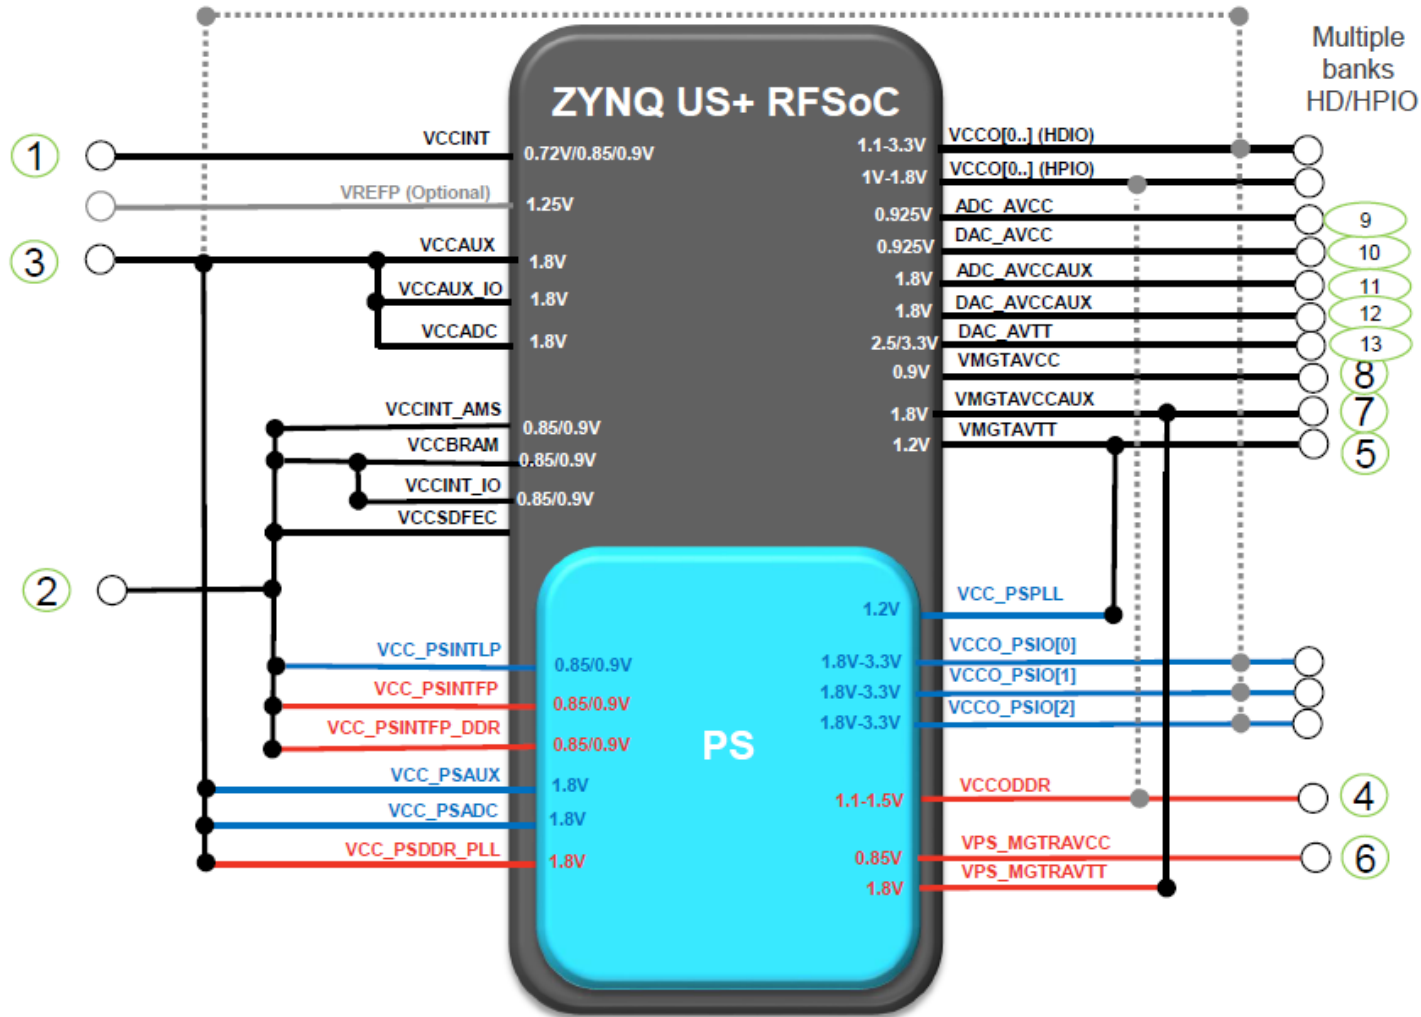 Multiple
banks
HD/HPIO
ZYNQ US+ RFSoC
1
VCCINT
0.72V/0.85/0.9V
VREFP (Optional)
1.25V
3
VCCAUX
1.8V
VCCAUX_IO
1.8V
VCCADC
1.8V
VCCINT_AMS
0.85/0.9V
VCCBRAM
0.85/0.9V
VCCINT_IO
0.85/0.9V
VCCSDFEC
2
VCC_PSINTLP
0.85/0.9V
VCC_PSINTFP
0.85/0.9V
VCC_PSINTFP_DDR
0.85/0.9V
VCC_PSAUX
1.8V
VCC_PSADC
1.8V
VCC_PSDDR_PLL
1.8V
PS
1.1-3.3V
VCCO[0..] (HDIO)
1V-1.8V
VCCO[0..] (HPIO)
0.925V
ADC_AVCC
9
0.925V
DAC_AVCC
10
1.8V
ADC_AVCCAUX
11
1.8V
DAC_AVCCAUX
12
2.5/3.3V
DAC_AVTT
13
0.9V
VMGTAVCC
8
1.8V
VMGTAVCCAUX
7
1.2V
VMGTAVTT
5
1.2V
VCC_PSPLL
1.8V-3.3V
VCCO_PSIO[0]
1.8V-3.3V
VCCO_PSIO[1]
1.8V-3.3V
VCCO_PSIO[2]
1.1-1.5V
VCCODDR
4
0.85V
VPS_MGTRAVCC
6
1.8V
VPS_MGTRAVTT